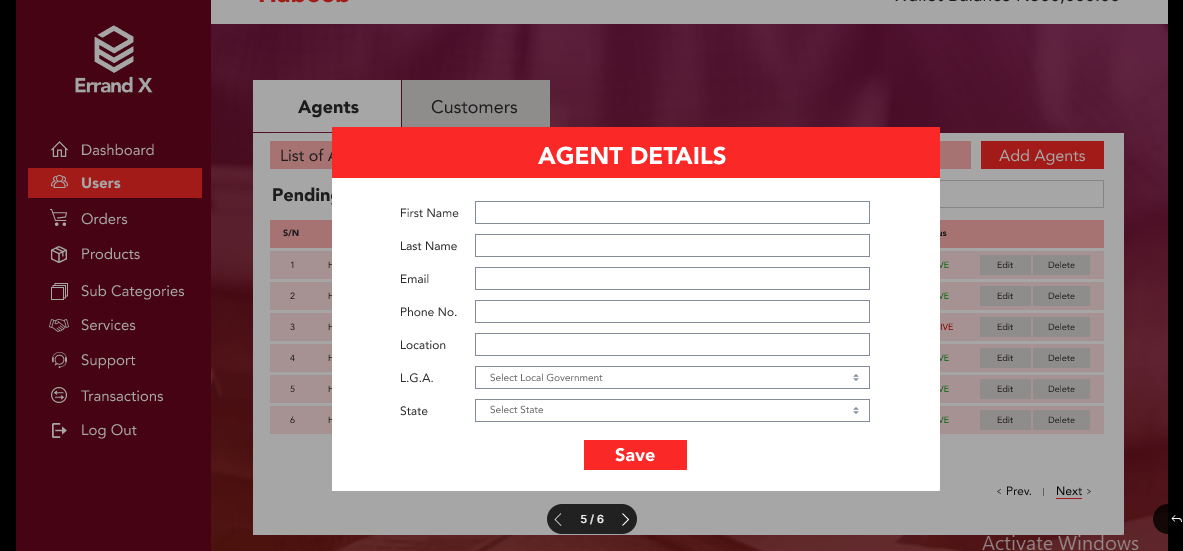 Errand X
Dashboard
Users
Orders
Products
Sub Categories
Services
Support
Transactions
Log Out
Agents
Customers
List of
Add Agents
AGENT DETAILS
First Name
Last Name
Email
Phone No.
Location
L.G.A. Select Local Government
State Select State
Save
S/N
1 Edit Delete
2 Edit Delete
3 Edit Delete
4 Edit Delete
5 Edit Delete
6 Edit Delete
< Prev. | Next >
5 / 6
Activate Windows